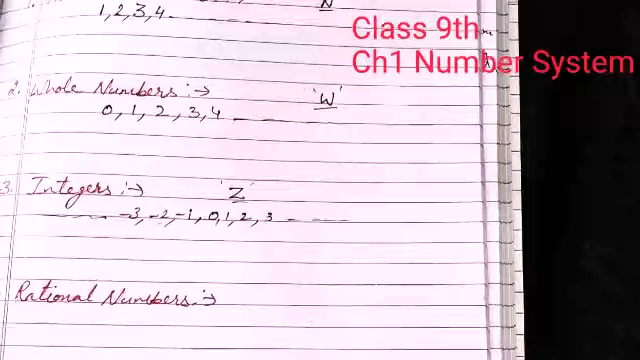 1. 'N'
1, 2, 3, 4 - - - - -
Class 9th
Ch1 Number System
2. Whole Numbers :→ 'W'
0, 1, 2, 3, 4 - - - -
3. Integers :→ 'Z'
- - - - -3, -2, -1, 0, 1, 2, 3 - - - -
Rational Numbers :→